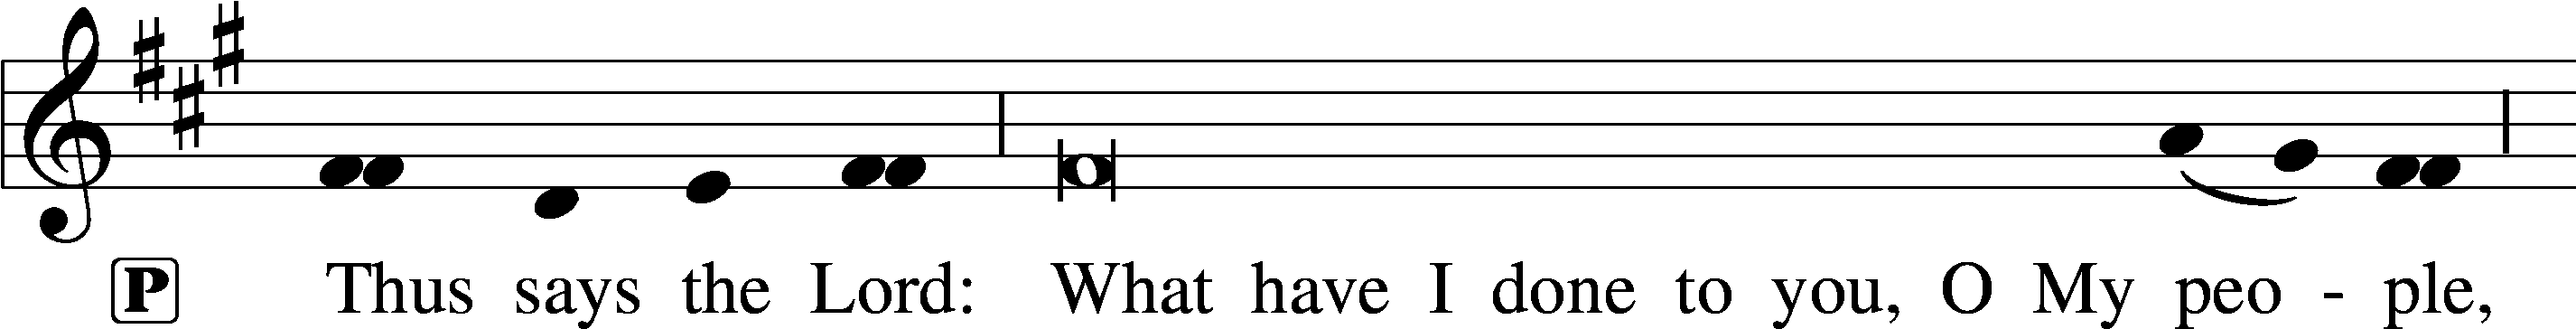 P Thus says the Lord: What have I done to you, O My peo - ple,